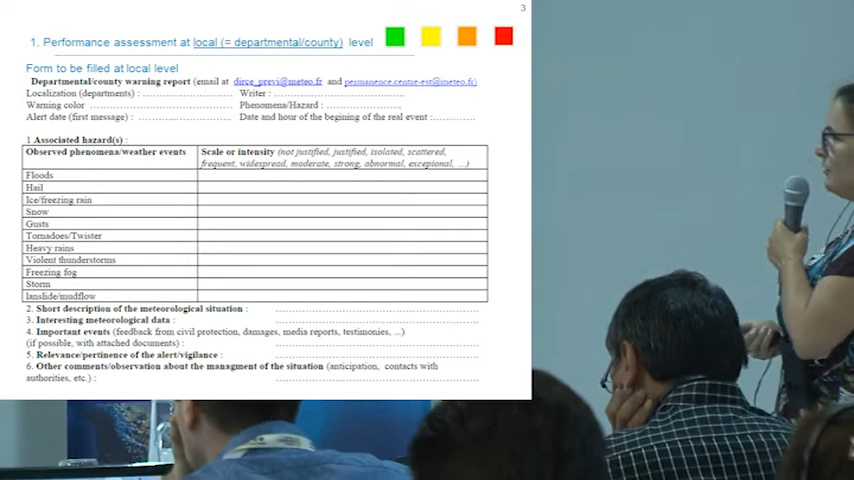 3
1. Performance assessment at local (= departmental/county) level
Form to be filled at local level
Departmental/county warning report (email at dirce_previ@meteo.fr and permanence.centre-est@meteo.fr)
Localization (departments) : ........................... Writer : ........................................
Warning color .......................................... Phenomena/Hazard : .......................
Alert date (first message) : ........................... Date and hour of the begining of the real event :.............
1 Associated hazard(s) :
Observed phenomena/weather events Scale or intensity (not justified, justified, isolated, scattered,
frequent, widespread, moderate, strong, abnormal, exceptional, ...)
Floods
Hail
Ice/freezing rain
Snow
Gusts
Tornadoes/Twister
Heavy rains
Violent thunderstorms
Freezing fog
Storm
lanslide/mudflow
2. Short description of the meteorological situation :
3. Interesting meteorological data :
4. Important events (feedback from civil protection, damages, media reports, testimonies, ...)
(if possible, with attached documents) :
5. Relevance/pertinence of the alert/vigilance :
6. Other comments/observation about the managment of the situation (anticipation, contacts with
authorities, etc.) :